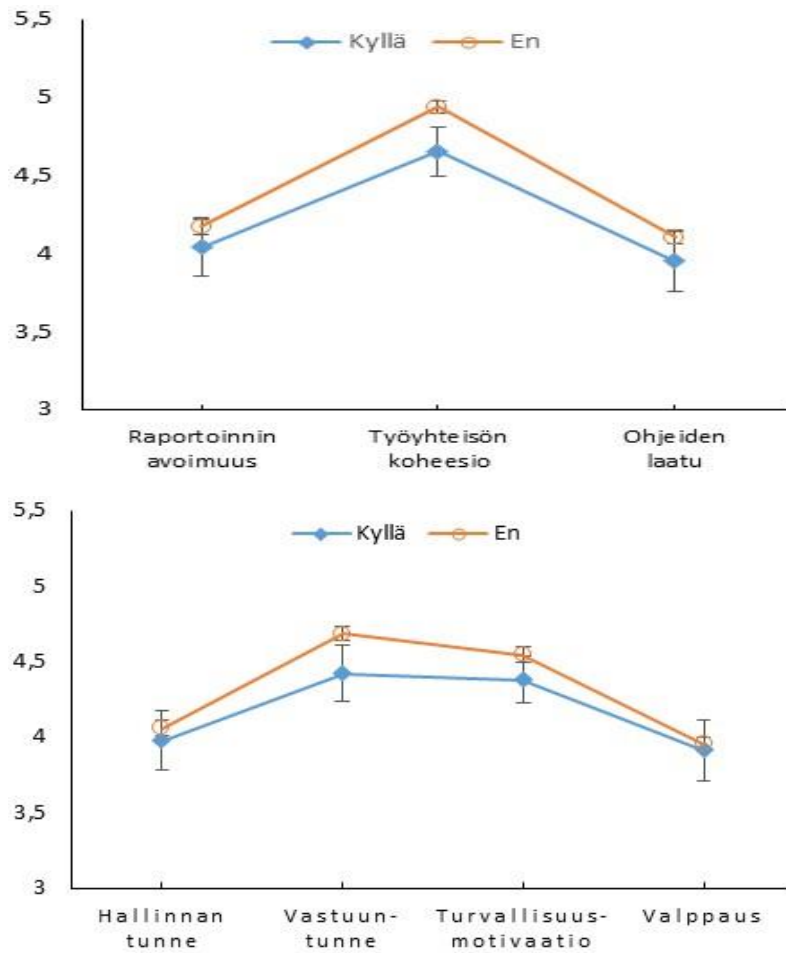 5,5
Kyllä En
5
4,5
4
3,5
3
Raportoinnin Työyhteisön Ohjeiden
avoimuus koheesio laatu
5,5
Kyllä En
5
4,5
4
3,5
3
Hallinnan Vastuun- Turvallisuus- Valppaus
tunne tunne motivaatio